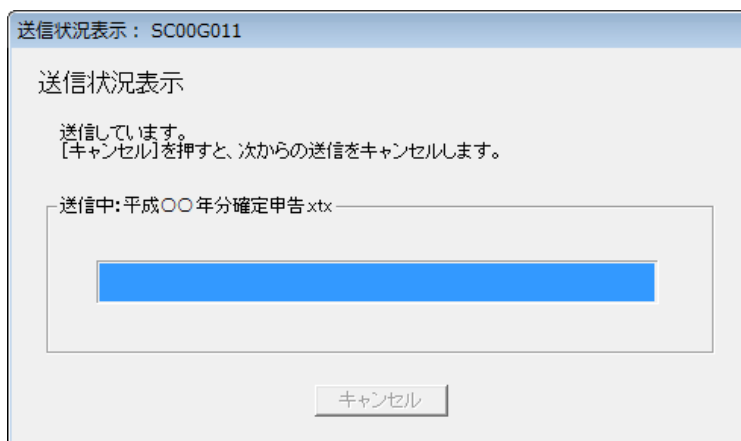 送信状況表示： SC00G011
送信状況表示
送信しています。
[キャンセル]を押すと、次からの送信をキャンセルします。
送信中:平成○○年分確定申告.xtx
キャンセル